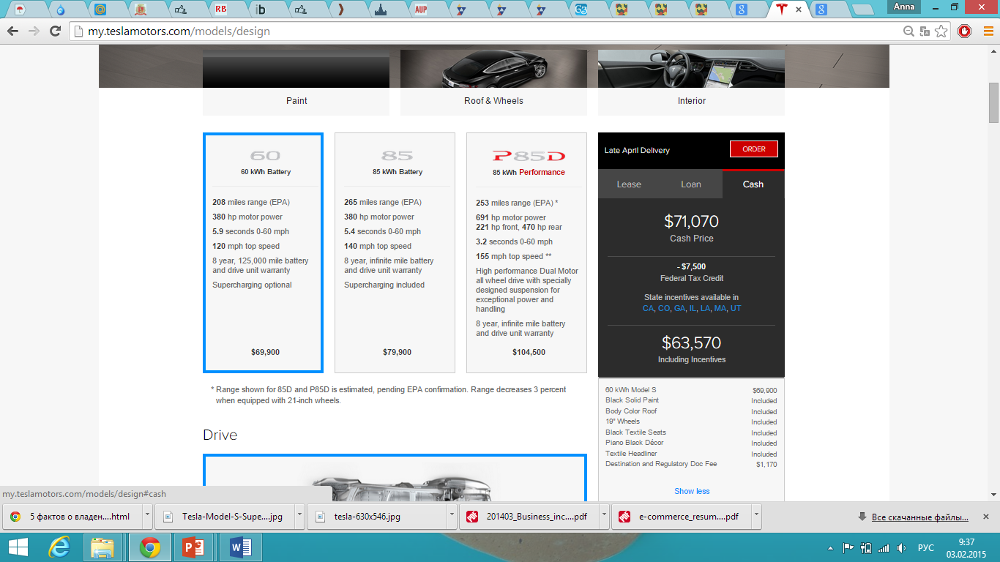 RB
ib
AUP
Anna
my.teslamotors.com/models/design
Paint
Roof & Wheels
Interior
60
60 kWh Battery
208 miles range (EPA)
380 hp motor power
5.9 seconds 0-60 mph
120 mph top speed
8 year, 125,000 mile battery
and drive unit warranty
Supercharging optional
$69,900
85
85 kWh Battery
265 miles range (EPA)
380 hp motor power
5.4 seconds 0-60 mph
140 mph top speed
8 year, infinite mile battery
and drive unit warranty
Supercharging included
$79,900
P85D
85 kWh Performance
253 miles range (EPA) *
691 hp motor power
221 hp front, 470 hp rear
3.2 seconds 0-60 mph
155 mph top speed **
High performance Dual Motor
all wheel drive with specially
designed suspension for
exceptional power and
handling
8 year, infinite mile battery
and drive unit warranty
$104,500
Late April Delivery
ORDER
Lease Loan Cash
$71,070
Cash Price
- $7,500
Federal Tax Credit
State incentives available in
CA, CO, GA, IL, LA, MA, UT
$63,570
Including Incentives
60 kWh Model S $69,900
Black Solid Paint Included
Body Color Roof Included
19" Wheels Included
Black Textile Seats Included
Piano Black Décor Included
Textile Headliner Included
Destination and Regulatory Doc Fee $1,170
Show less
* Range shown for 85D and P85D is estimated, pending EPA confirmation. Range decreases 3 percent
when equipped with 21-inch wheels.
Drive
my.teslamotors.com/models/design#cash
5 фактов о владен....html
Tesla-Model-S-Supe....jpg
tesla-630x546.jpg
201403_Business_inc....pdf
e-commerce_resum....pdf
Все скачанные файлы...
РУС
9:37
03.02.2015